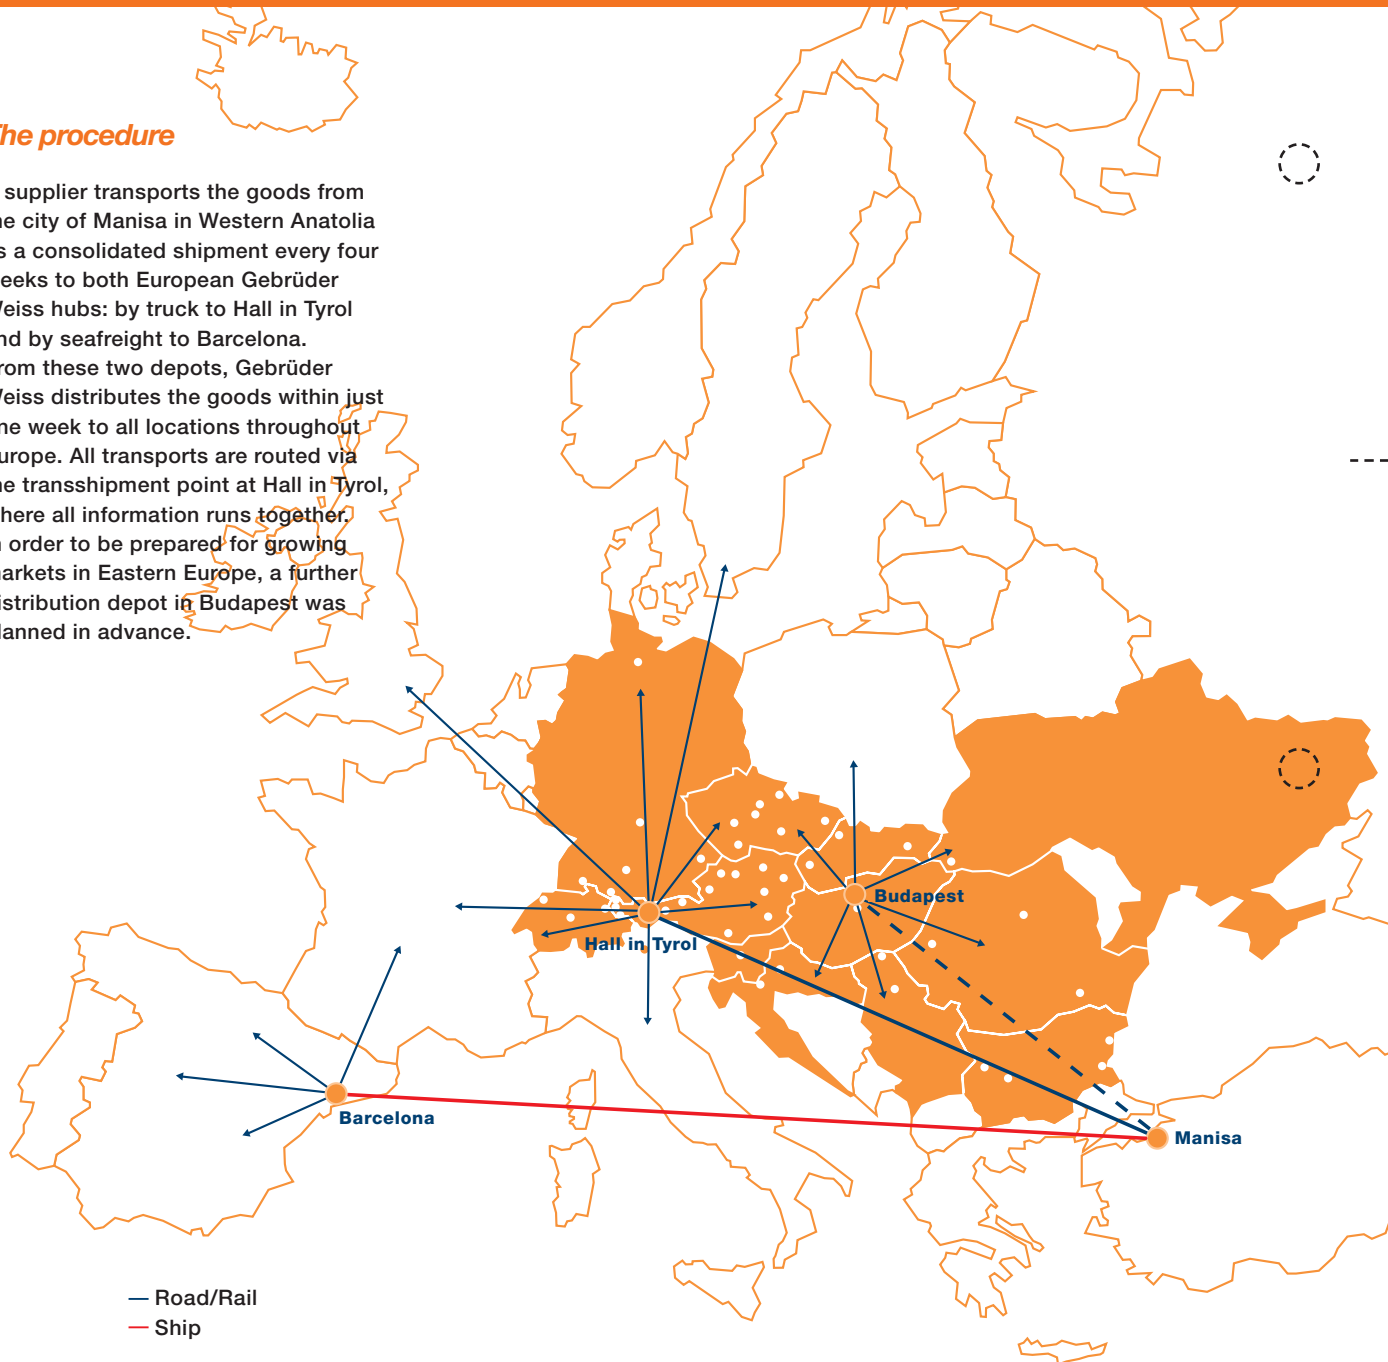 The procedure
supplier transports the goods from
he city of Manisa in Western Anatolia
s a consolidated shipment every four
eeks to both European Gebrüder
Veiss hubs: by truck to Hall in Tyrol
nd by seafreight to Barcelona.
rom these two depots, Gebrüder
Veiss distributes the goods within just
ne week to all locations throughout
urope. All transports are routed via
he transshipment point at Hall in Tyrol,
here all information runs together.
order to be prepared for growing
arkets in Eastern Europe, a further
istribution depot in Budapest was
lanned in advance.
Budapest
Hall in Tyrol
Barcelona
Manisa
Road/Rail
Ship